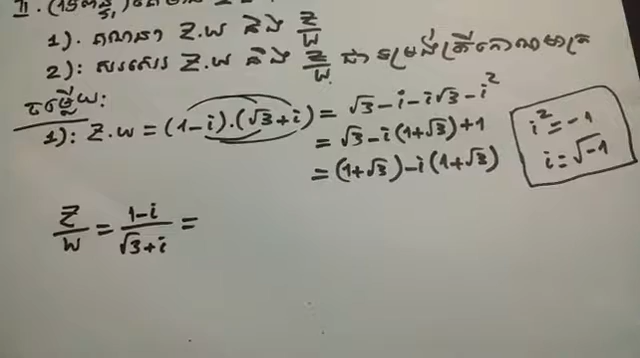 II. (
1). គណនា Z.W និង Z/W
2): សរសេរ Z.W និង Z/W ជាទម្រង់ត្រីកោណមាត្រ
ចម្លើយ:
1): Z.W = (1-i).(√3+i) = √3 - i - i√3 - i²
= √3 - i(1+√3) + 1
= (1+√3) - i(1+√3)
i² = -1
i = √-1
Z/W = (1-i)/(√3+i) =